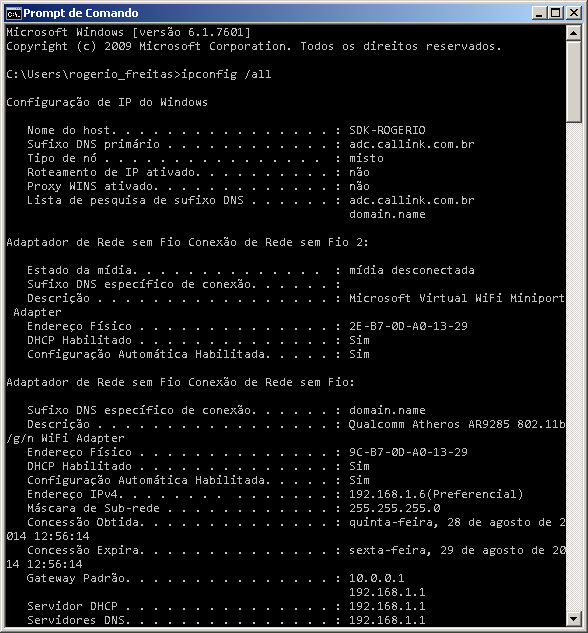 Prompt de Comando
Microsoft Windows [versão 6.1.7601]
Copyright (c) 2009 Microsoft Corporation. Todos os direitos reservados.
C:\Users\rogerio_freitas>ipconfig /all
Configuração de IP do Windows
   Nome do host. . . . . . . . . . . . . . . . : SDK-ROGERIO
   Sufixo DNS primário . . . . . . . . . . . . : adc.callink.com.br
   Tipo de nó . . . . . . . . . . . . . . . . : misto
   Roteamento de IP ativado. . . . . . . . . . : não
   Proxy WINS ativado. . . . . . . . . . . . . : não
   Lista de pesquisa de sufixo DNS . . . . . . : adc.callink.com.br
                                                 domain.name
Adaptador de Rede sem Fio Conexão de Rede sem Fio 2:
   Estado da mídia. . . . . . . . . . . . . .  : mídia desconectada
   Sufixo DNS específico de conexão. . . . . . :
   Descrição . . . . . . . . . . . . . . . . . : Microsoft Virtual WiFi Miniport
 Adapter
   Endereço Físico . . . . . . . . . . . . . . : 2E-B7-0D-A0-13-29
   DHCP Habilitado . . . . . . . . . . . . . . : Sim
   Configuração Automática Habilitada. . . . . : Sim
Adaptador de Rede sem Fio Conexão de Rede sem Fio:
   Sufixo DNS específico de conexão. . . . . . : domain.name
   Descrição . . . . . . . . . . . . . . . . . : Qualcomm Atheros AR9285 802.11b
/g/n WiFi Adapter
   Endereço Físico . . . . . . . . . . . . . . : 9C-B7-0D-A0-13-29
   DHCP Habilitado . . . . . . . . . . . . . . : Sim
   Configuração Automática Habilitada. . . . . : Sim
   Endereço IPv4. . . . . . . . . . . . . . . : 192.168.1.6(Preferencial)
   Máscara de Sub-rede . . . . . . . . . . . . : 255.255.255.0
   Concessão Obtida. . . . . . . . . . . . . . : quinta-feira, 28 de agosto de 2
014 12:56:14
   Concessão Expira. . . . . . . . . . . . . . : sexta-feira, 29 de agosto de 20
14 12:56:14
   Gateway Padrão. . . . . . . . . . . . . . . : 10.0.0.1
                                                 192.168.1.1
   Servidor DHCP . . . . . . . . . . . . . . . : 192.168.1.1
   Servidores DNS. . . . . . . . . . . . . . . : 192.168.1.1